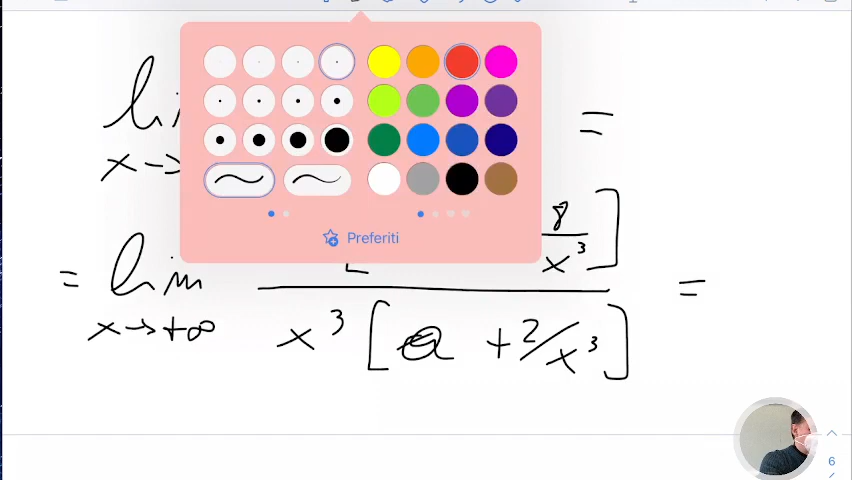 lim
=
x→
8/x³ ]
Preferiti
= lim
=
x→+∞
x³ [ +2/x³ ]
6